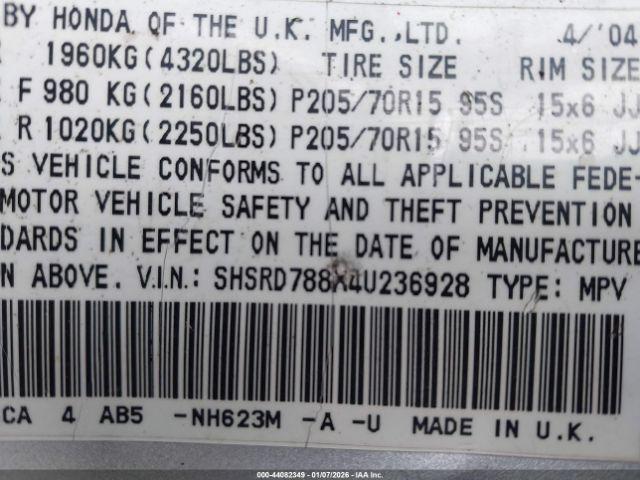 BY HONDA OF THE U.K. MFG.,LTD. 4/'04
1960KG(4320LBS) TIRE SIZE RIM SIZE
F 980 KG(2160LBS) P205/70R15 95S 15x6 JJ
R 1020KG(2250LBS) P205/70R15 95S 15x6 JJ
S VEHICLE CONFORMS TO ALL APPLICABLE FEDE-
MOTOR VEHICLE SAFETY AND THEFT PREVENTION
DARDS IN EFFECT ON THE DATE OF MANUFACTURE
N ABOVE. V.I.N.: SHSRD788X4U236928 TYPE: MPV
CA 4 AB5 -NH623M -A -U MADE IN U.K.
000-44082349 | 01/07/2026 | IAA Inc.